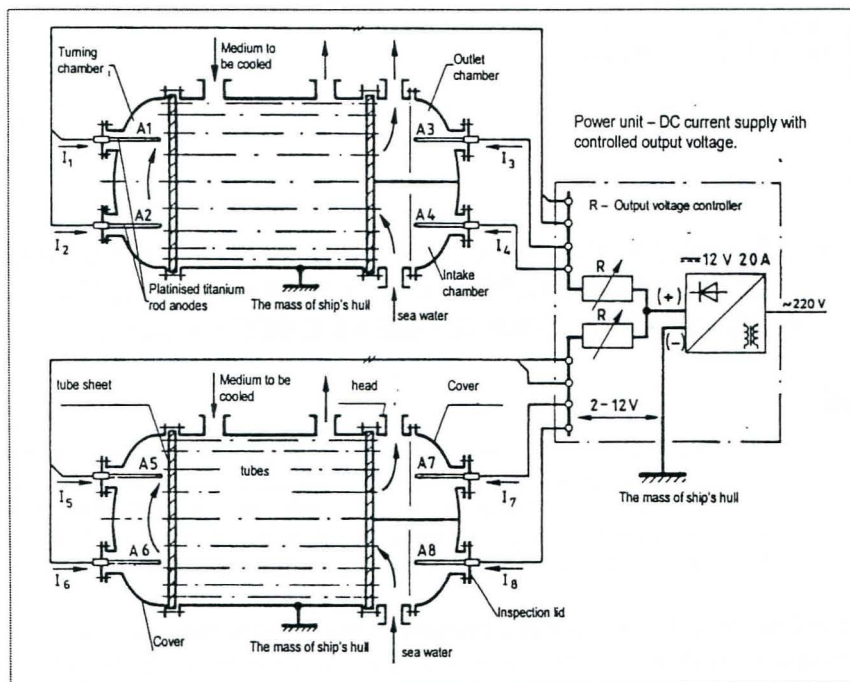 Turning
chamber
Medium to
be cooled
Outlet
chamber
A1
A3
I1
I3
A2
A4
I2
I4
Platinised titanium
rod anodes
The mass of ship's hull
Intake
chamber
sea water
Power unit – DC current supply with
controlled output voltage.
R – Output voltage controller
12 V 20 A
R
(+)
~220 V
R
(–)
2 – 12V
The mass of ship's hull
tube sheet
Medium to be
cooled
head
Cover
tubes
A5
A7
I5
I7
A6
A8
I6
I8
Cover
The mass of ship's hull
sea water
Inspection lid